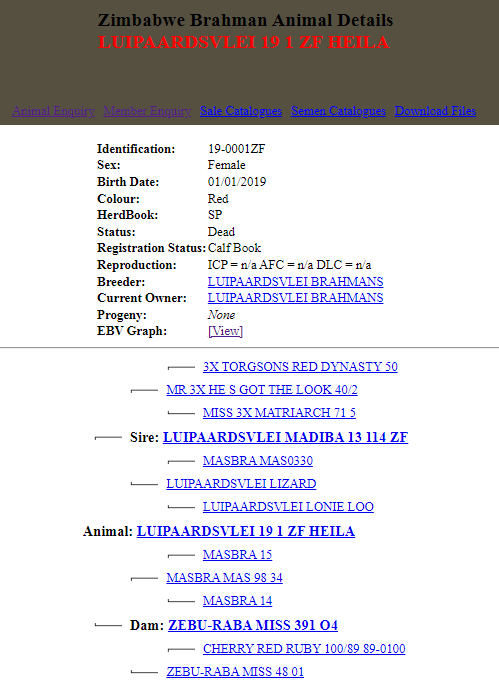 Zimbabwe Brahman Animal Details
LUIPAARDSVLEI 19 1 ZF HEILA
Animal Enquiry Member Enquiry Sale Catalogues Semen Catalogues Download Files
Identification: 19-0001ZF
Sex: Female
Birth Date: 01/01/2019
Colour: Red
HerdBook: SP
Status: Dead
Registration Status: Calf Book
Reproduction: ICP = n/a AFC = n/a DLC = n/a
Breeder: LUIPAARDSVLEI BRAHMANS
Current Owner: LUIPAARDSVLEI BRAHMANS
Progeny: None
EBV Graph: [View]
3X TORGSONS RED DYNASTY 50
MR 3X HE S GOT THE LOOK 40/2
MISS 3X MATRIARCH 71 5
Sire: LUIPAARDSVLEI MADIBA 13 114 ZF
MASBRA MAS0330
LUIPAARDSVLEI LIZARD
LUIPAARDSVLEI LONIE LOO
Animal: LUIPAARDSVLEI 19 1 ZF HEILA
MASBRA 15
MASBRA MAS 98 34
MASBRA 14
Dam: ZEBU-RABA MISS 391 O4
CHERRY RED RUBY 100/89 89-0100
ZEBU-RABA MISS 48 01